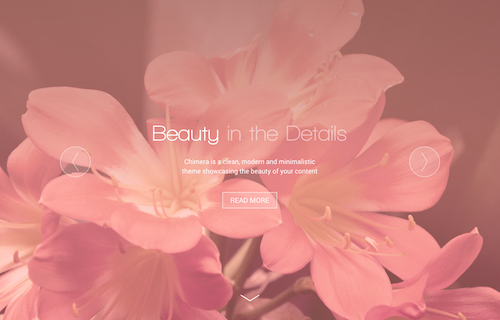 Beauty in the Details
Chimera is a clean, modern and minimalistic
theme showcasing the beauty of your content
READ MORE